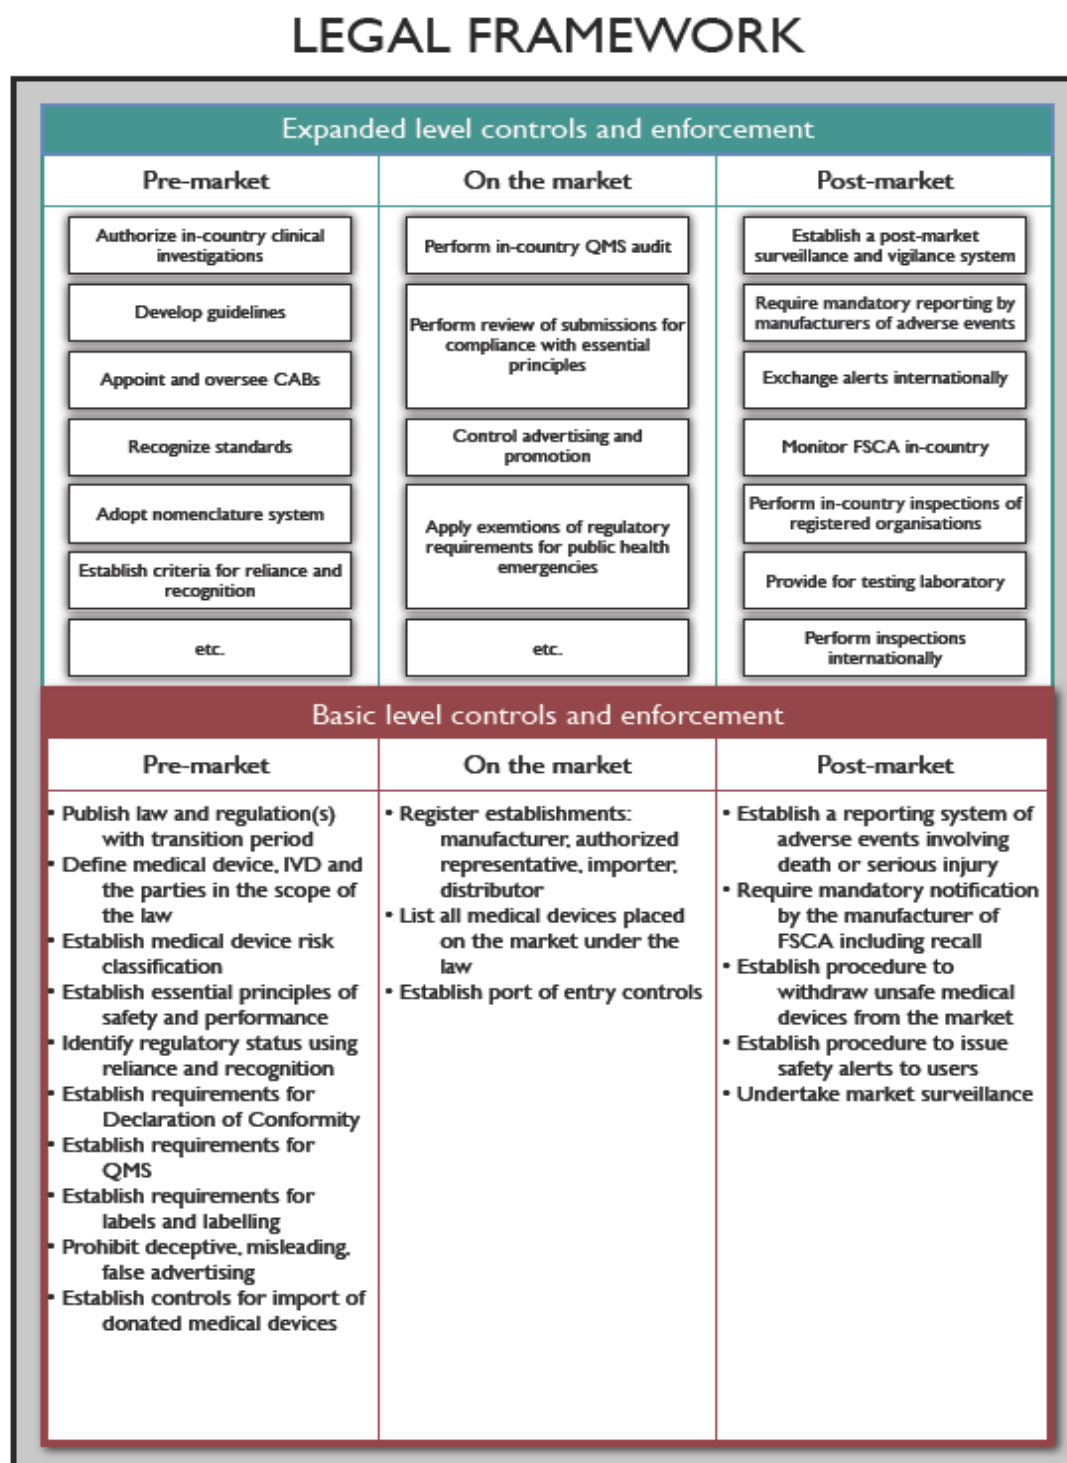 LEGAL FRAMEWORK
Expanded level controls and enforcement
Pre-market
Authorize in-country clinical
investigations
Develop guidelines
Appoint and oversee CABs
Recognize standards
Adopt nomenclature system
Establish criteria for reliance and
recognition
etc.
On the market
Perform in-country QMS audit
Perform review of submissions for
compliance with essential
principles
Control advertising and
promotion
Apply exemtions of regulatory
requirements for public health
emergencies
etc.
Post-market
Establish a post-market
surveillance and vigilance system
Require mandatory reporting by
manufacturers of adverse events
Exchange alerts internationally
Monitor FSCA in-country
Perform in-country inspections of
registered organisations
Provide for testing laboratory
Perform inspections
internationally
Basic level controls and enforcement
Pre-market
• Publish law and regulation(s)
with transition period
• Define medical device, IVD and
the parties in the scope of
the law
• Establish medical device risk
classification
• Establish essential principles of
safety and performance
• Identify regulatory status using
reliance and recognition
• Establish requirements for
Declaration of Conformity
• Establish requirements for
QMS
• Establish requirements for
labels and labelling
• Prohibit deceptive, misleading,
false advertising
• Establish controls for import of
donated medical devices
On the market
• Register establishments:
manufacturer, authorized
representative, importer,
distributor
• List all medical devices placed
on the market under the
law
• Establish port of entry controls
Post-market
• Establish a reporting system of
adverse events involving
death or serious injury
• Require mandatory notification
by the manufacturer of
FSCA including recall
• Establish procedure to
withdraw unsafe medical
devices from the market
• Establish procedure to issue
safety alerts to users
• Undertake market surveillance